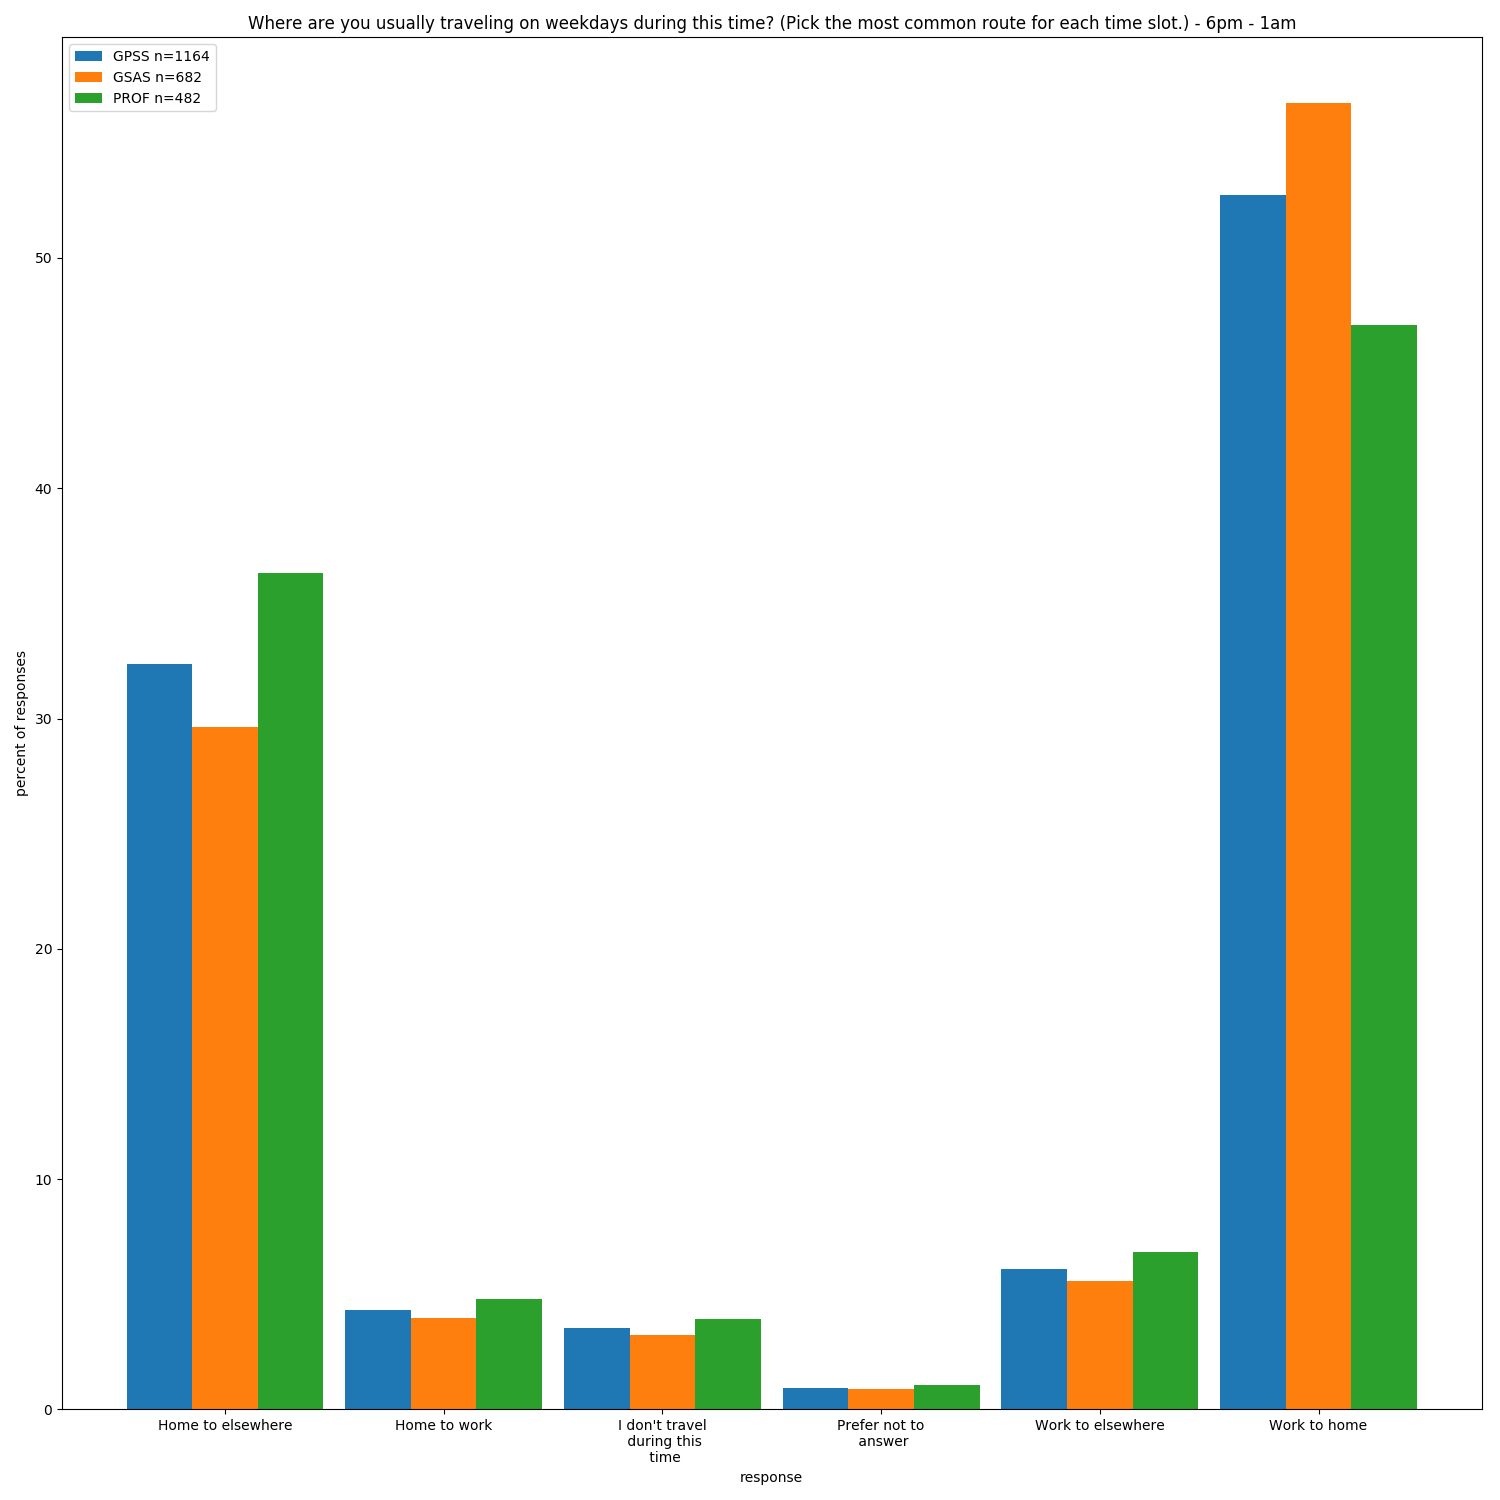 Where are you usually traveling on weekdays during this time? (Pick the most common route for each time slot.) - 6pm - 1am
GPSS n=1164
GSAS n=682
PROF n=482
percent of responses
50
40
30
20
10
0
Home to elsewhere
Home to work
I don't travel
during this
time
Prefer not to
answer
Work to elsewhere
Work to home
response